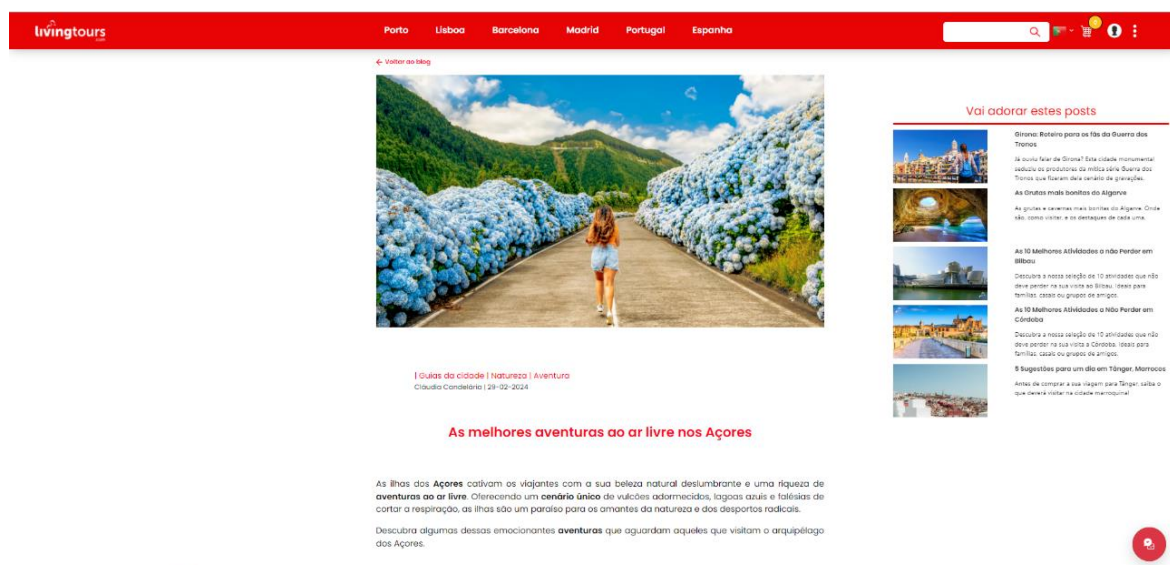 livingtours
.com
Porto Lisboa Barcelona Madrid Portugal Espanha
0
← Voltar ao blog
| Guias da cidade | Natureza | Aventura
Cláudia Candelária | 29-02-2024
As melhores aventuras ao ar livre nos Açores
As ilhas dos Açores cativam os viajantes com a sua beleza natural deslumbrante e uma riqueza de
aventuras ao ar livre. Oferecendo um cenário único de vulcões adormecidos, lagoas azuis e falésias de
cortar a respiração, as ilhas são um paraíso para os amantes da natureza e dos desportos radicais.
Descubra algumas dessas emocionantes aventuras que aguardam aqueles que visitam o arquipélago
dos Açores.
Vai adorar estes posts
Girona: Roteiro para os fãs da Guerra dos
Tronos
Já ouviu falar de Girona? Esta cidade monumental
seduziu os produtores da mítica série Guerra dos
Tronos que fizeram dela cenário de gravações.
As Grutas mais bonitas do Algarve
As grutas e cavernas mais bonitas do Algarve. Onde
são, como visitar, e os destaques de cada uma.
As 10 Melhores Atividades a não Perder em
Bilbau
Descubra a nossa seleção de 10 atividades que não
deve perder na sua visita ao Bilbau. Ideais para
famílias, casais ou grupos de amigos.
As 10 Melhores Atividades a Não Perder em
Córdoba
Descubra a nossa seleção de 10 atividades que não
deve perder na sua visita a Córdoba. Ideais para
famílias, casais ou grupos de amigos.
5 Sugestões para um dia em Tânger, Marrocos
Antes de comprar a sua viagem para Tânger, saiba o
que deverá visitar na cidade marroquina!